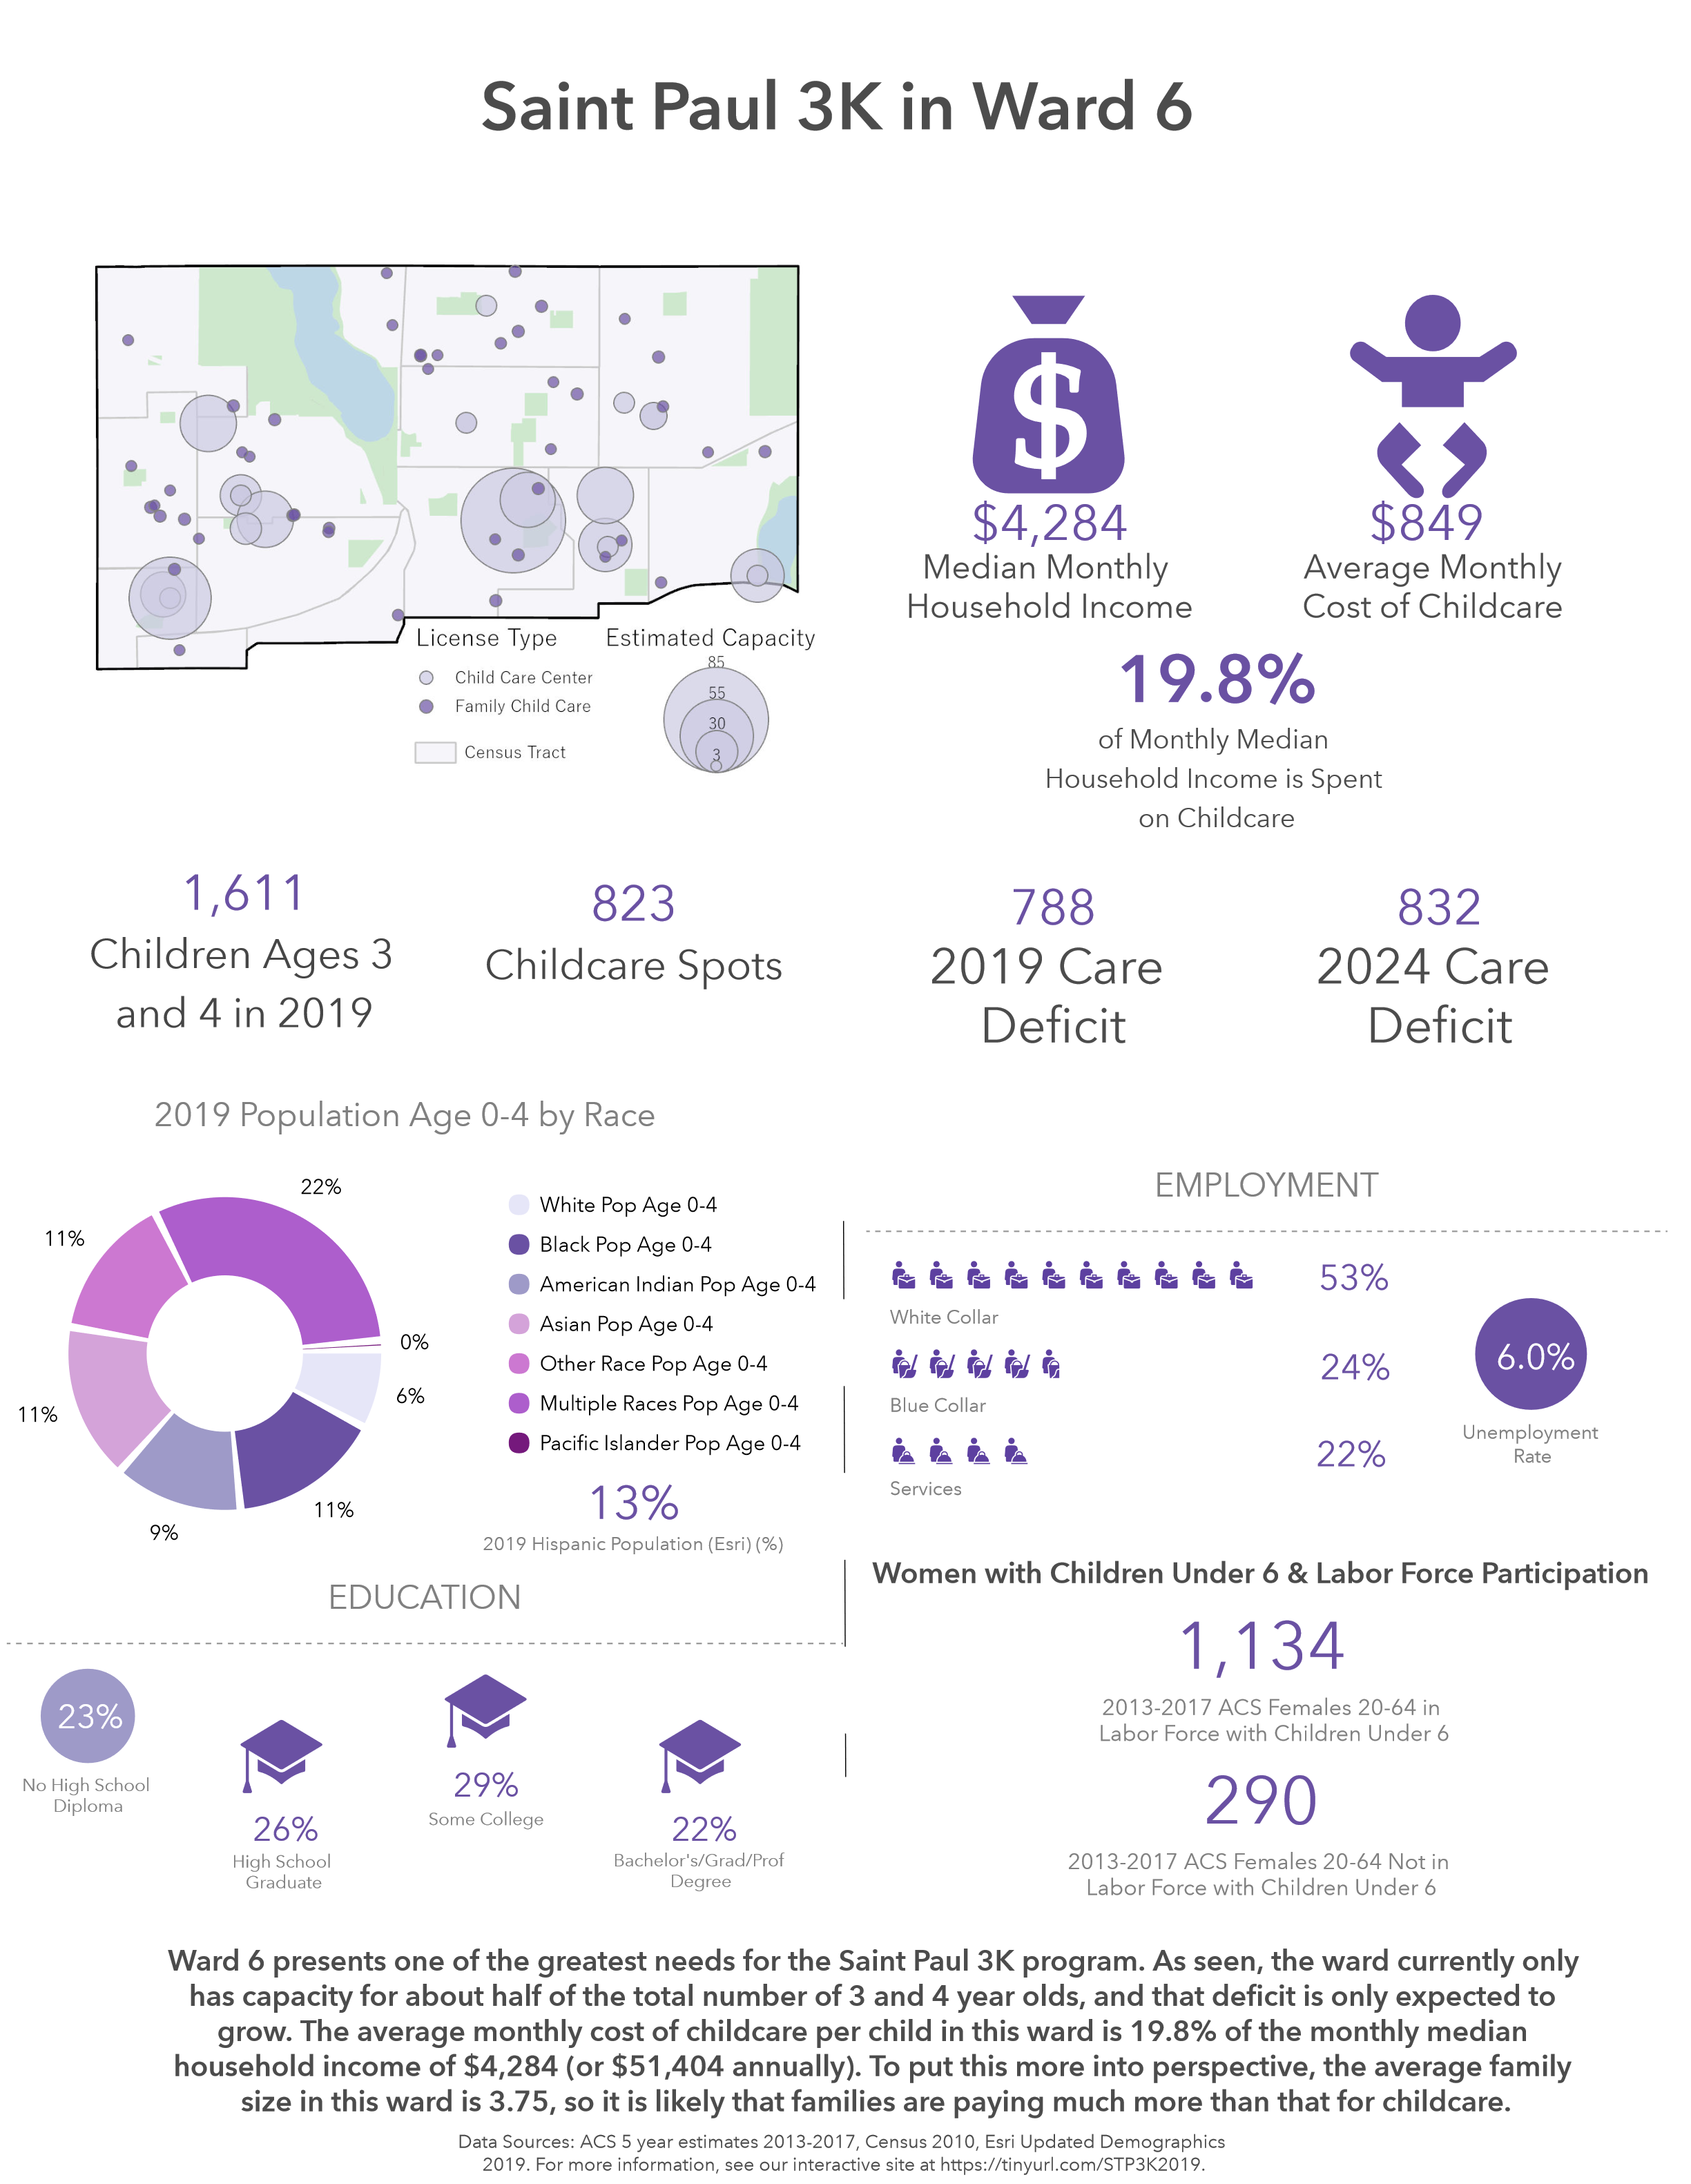 Saint Paul 3K in Ward 6
License Type
Child Care Center
Family Child Care
Census Tract
Estimated Capacity
85
55
30
3
$4,284
Median Monthly
Household Income
$849
Average Monthly
Cost of Childcare
19.8%
of Monthly Median
Household Income is Spent
on Childcare
1,611
Children Ages 3
and 4 in 2019
823
Childcare Spots
788
2019 Care
Deficit
832
2024 Care
Deficit
2019 Population Age 0-4 by Race
22%
11%
0%
6%
11%
11%
9%
White Pop Age 0-4
Black Pop Age 0-4
American Indian Pop Age 0-4
Asian Pop Age 0-4
Other Race Pop Age 0-4
Multiple Races Pop Age 0-4
Pacific Islander Pop Age 0-4
13%
2019 Hispanic Population (Esri) (%)
EMPLOYMENT
53%
White Collar
24%
Blue Collar
22%
Services
6.0%
Unemployment
Rate
EDUCATION
23%
No High School
Diploma
26%
High School
Graduate
29%
Some College
22%
Bachelor's/Grad/Prof
Degree
Women with Children Under 6 & Labor Force Participation
1,134
2013-2017 ACS Females 20-64 in
Labor Force with Children Under 6
290
2013-2017 ACS Females 20-64 Not in
Labor Force with Children Under 6
Ward 6 presents one of the greatest needs for the Saint Paul 3K program. As seen, the ward currently only
has capacity for about half of the total number of 3 and 4 year olds, and that deficit is only expected to
grow. The average monthly cost of childcare per child in this ward is 19.8% of the monthly median
household income of $4,284 (or $51,404 annually). To put this more into perspective, the average family
size in this ward is 3.75, so it is likely that families are paying much more than that for childcare.
Data Sources: ACS 5 year estimates 2013-2017, Census 2010, Esri Updated Demographics
2019. For more information, see our interactive site at https://tinyurl.com/STP3K2019.